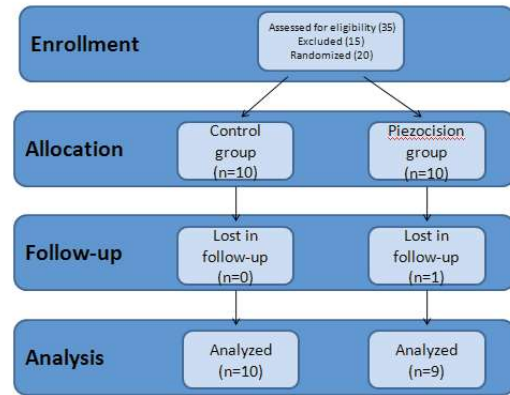 Enrollment
Assessed for eligibility (35)
Excluded (15)
Randomized (20)
Allocation
Control
group
(n=10)
Piezocision
group
(n=10)
Follow-up
Lost in
follow-up
(n=0)
Lost in
follow-up
(n=1)
Analysis
Analyzed
(n=10)
Analyzed
(n=9)